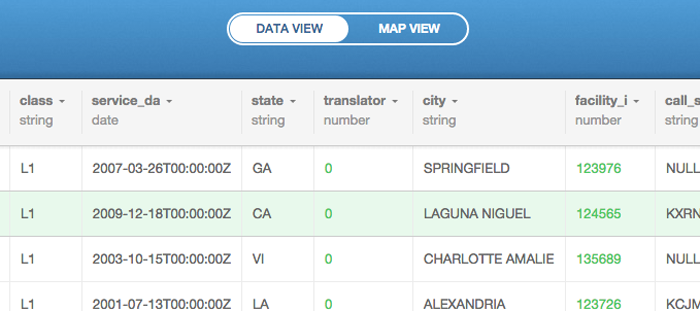 DATA VIEW MAP VIEW
class service_da state translator city facility_i call_s
string date string number string number string
L1 2007-03-26T00:00:00Z GA 0 SPRINGFIELD 123976 NULL
L1 2009-12-18T00:00:00Z CA 0 LAGUNA NIGUEL 124565 KXRN
L1 2003-10-15T00:00:00Z VI 0 CHARLOTTE AMALIE 135689 NULL
L1 2001-07-13T00:00:00Z LA 0 ALEXANDRIA 123726 KCJM